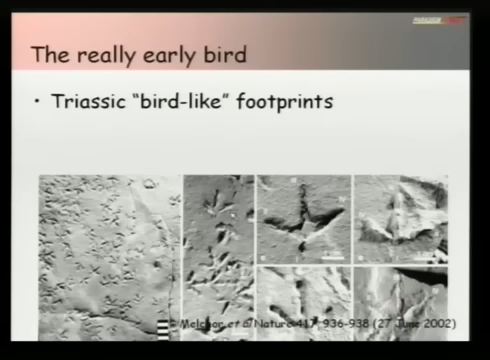 The really early bird
• Triassic "bird-like" footprints
Melchor et al Nature 417, 936-938 (27 June 2002)